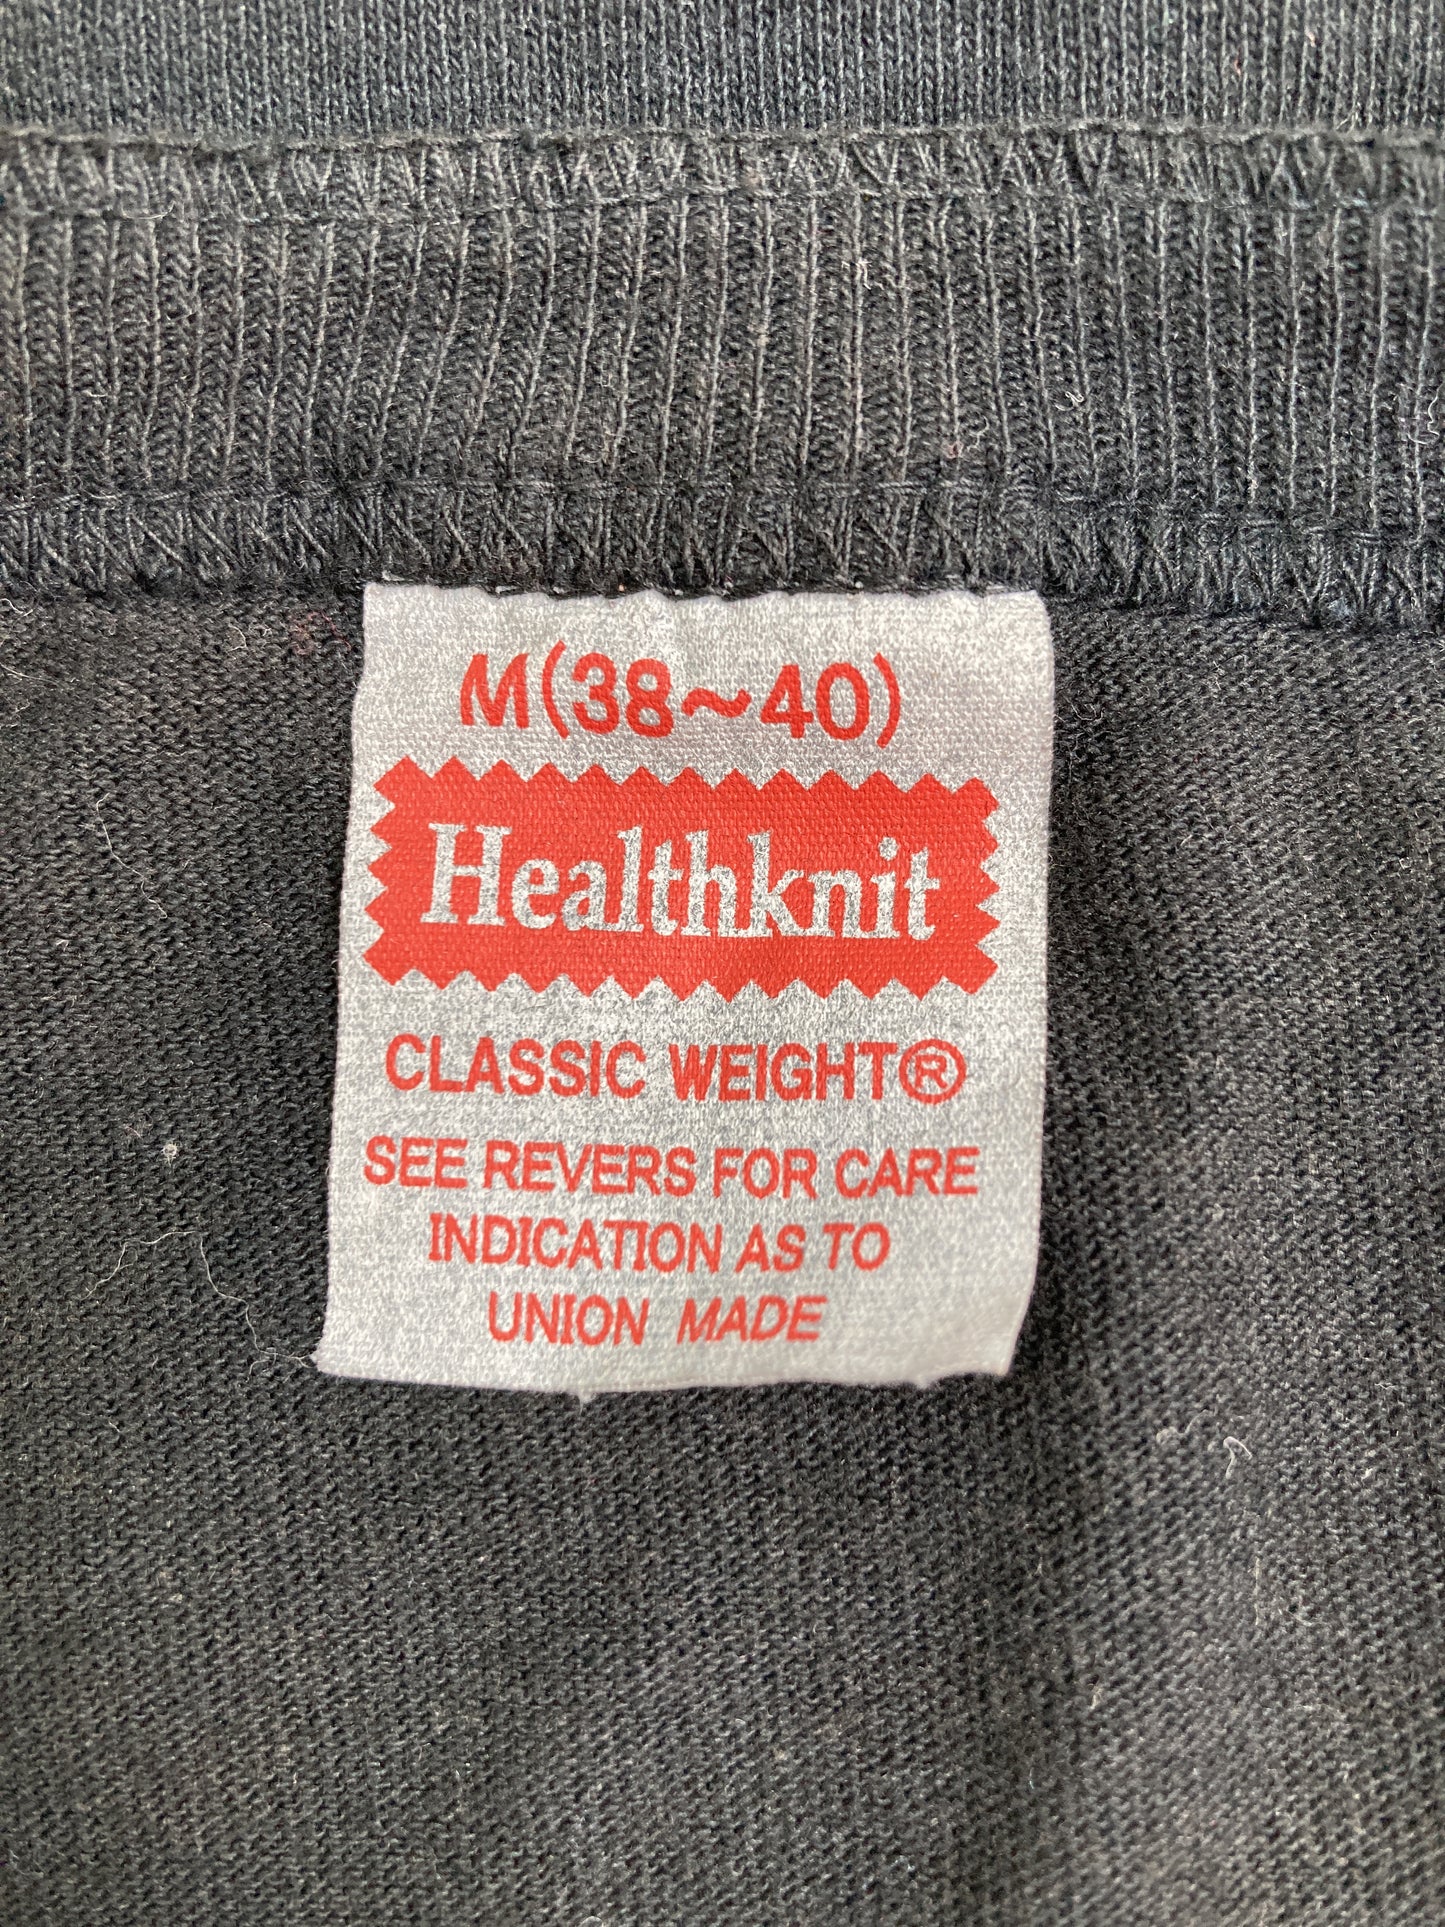 M(38~40)
Healthknit
CLASSIC WEIGHT®
SEE REVERS FOR CARE
INDICATION AS TO
UNION MADE